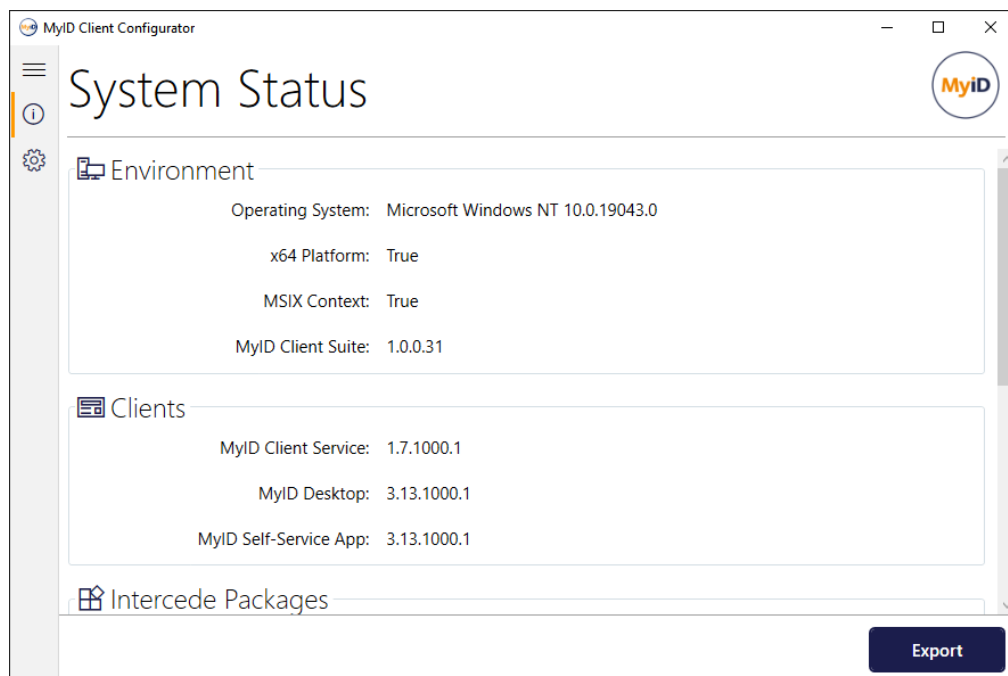 MyID Client Configurator
System Status
MyiD
Environment
Operating System: Microsoft Windows NT 10.0.19043.0
x64 Platform: True
MSIX Context: True
MyID Client Suite: 1.0.0.31
Clients
MyID Client Service: 1.7.1000.1
MyID Desktop: 3.13.1000.1
MyID Self-Service App: 3.13.1000.1
Intercede Packages
Export